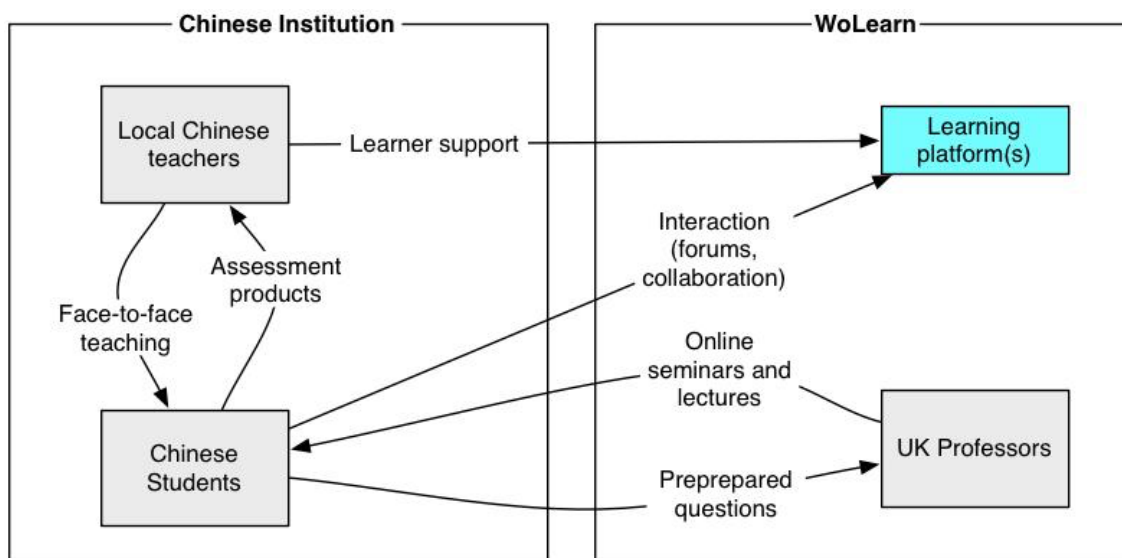 Chinese Institution
WoLearn
Local Chinese
teachers
Learner support
Learning
platform(s)
Interaction
(forums,
collaboration)
Assessment
products
Face-to-face
teaching
Online
seminars and
lectures
Chinese
Students
UK Professors
Preprepared
questions